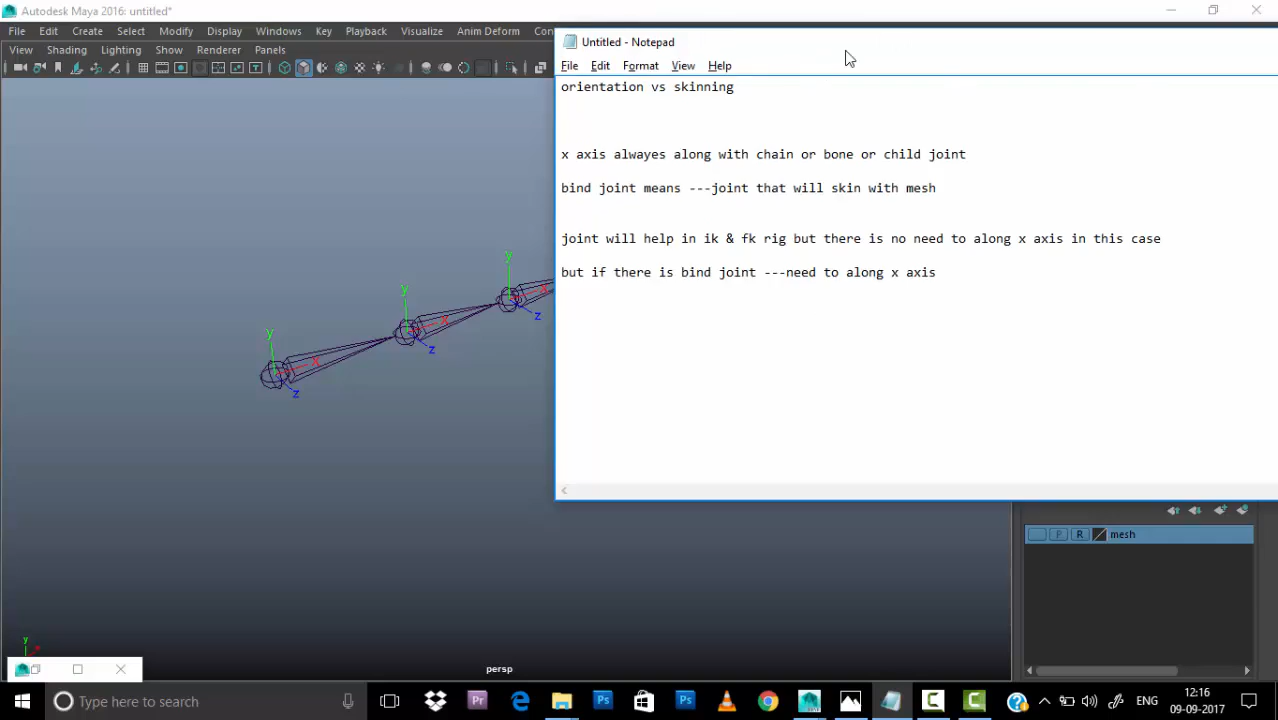 Autodesk Maya 2016: untitled*
File Edit Create Select Modify Display Windows Key Playback Visualize Anim Deform Con
View Shading Lighting Show Renderer Panels
Untitled - Notepad
File Edit Format View Help
orientation vs skinning
x axis alwayes along with chain or bone or child joint
bind joint means ---joint that will skin with mesh
joint will help in ik & fk rig but there is no need to along x axis in this case
but if there is bind joint ---need to along x axis
y
y
y
x
x
x
z
z
z
P R mesh
y
persp
Type here to search
ENG
12:16
09-09-2017